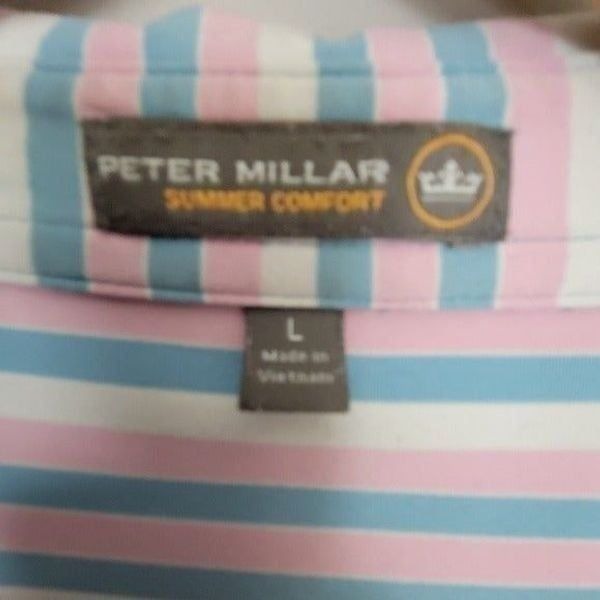 PETER MILLAR
SUMMER COMFORT
L
Made in
Vietnam